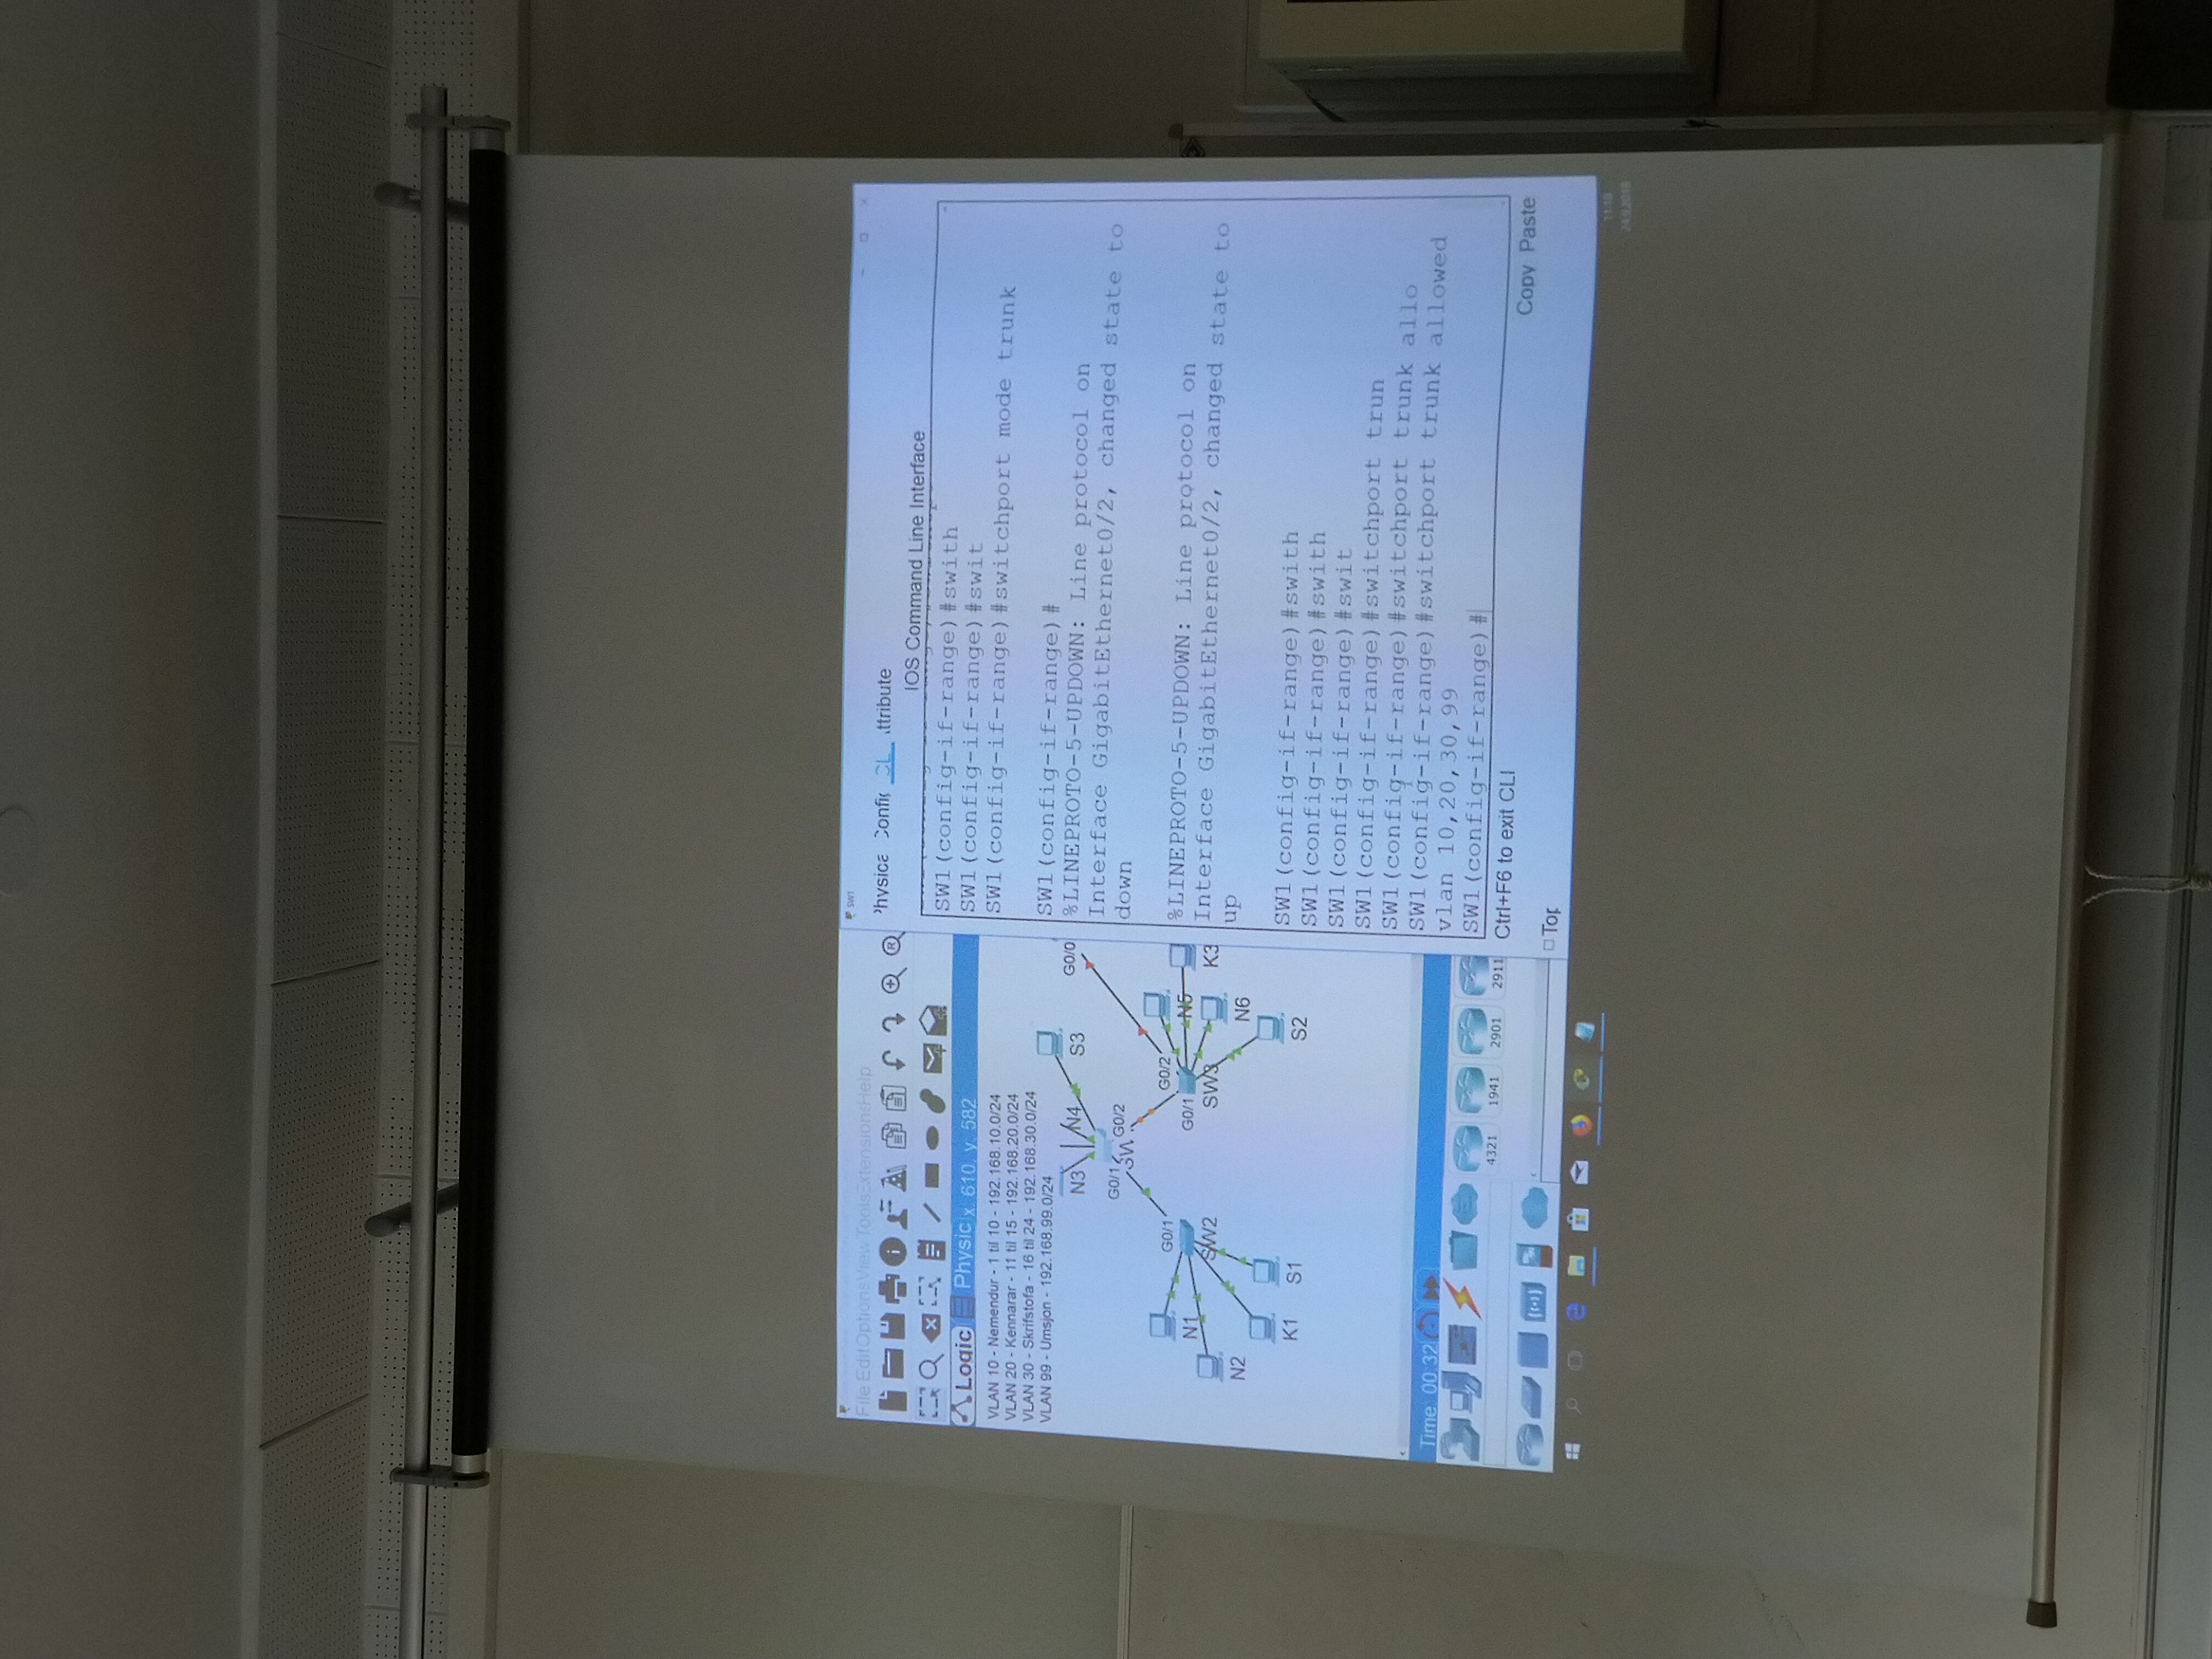 File Edit Options View Tools Extensions Help
Logic Physic x: 610, y: 582
VLAN 10 - Nemendur - 1 til 10 - 192.168.10.0/24
VLAN 20 - Kennarar - 11 til 15 - 192.168.20.0/24
VLAN 30 - Skrifstofa - 16 til 24 - 192.168.30.0/24
VLAN 99 - Umsjon - 192.168.99.0/24
N3 N4 S3 G0/0
G0/1 G0/2
SW
G0/1 G0/2
N1 G0/1 N5
SW2 SW3 K3
N2 N6
K1 S1 S2
Time: 00:32
4321 1941 2901 2911
SW1
Physica Config CL Attribute
IOS Command Line Interface
SW1(config-if-range)#swith
SW1(config-if-range)#swit
SW1(config-if-range)#switchport mode trunk
SW1(config-if-range)#
%LINEPROTO-5-UPDOWN: Line protocol on
Interface GigabitEthernet0/2, changed state to
down
%LINEPROTO-5-UPDOWN: Line protocol on
Interface GigabitEthernet0/2, changed state to
up
SW1(config-if-range)#swith
SW1(config-if-range)#swith
SW1(config-if-range)#swit
SW1(config-if-range)#switchport trun
SW1(config-if-range)#switchport trunk allo
SW1(config-if-range)#switchport trunk allowed
vlan 10,20,30,99
SW1(config-if-range)#
Ctrl+F6 to exit CLI
Copy Paste
Top